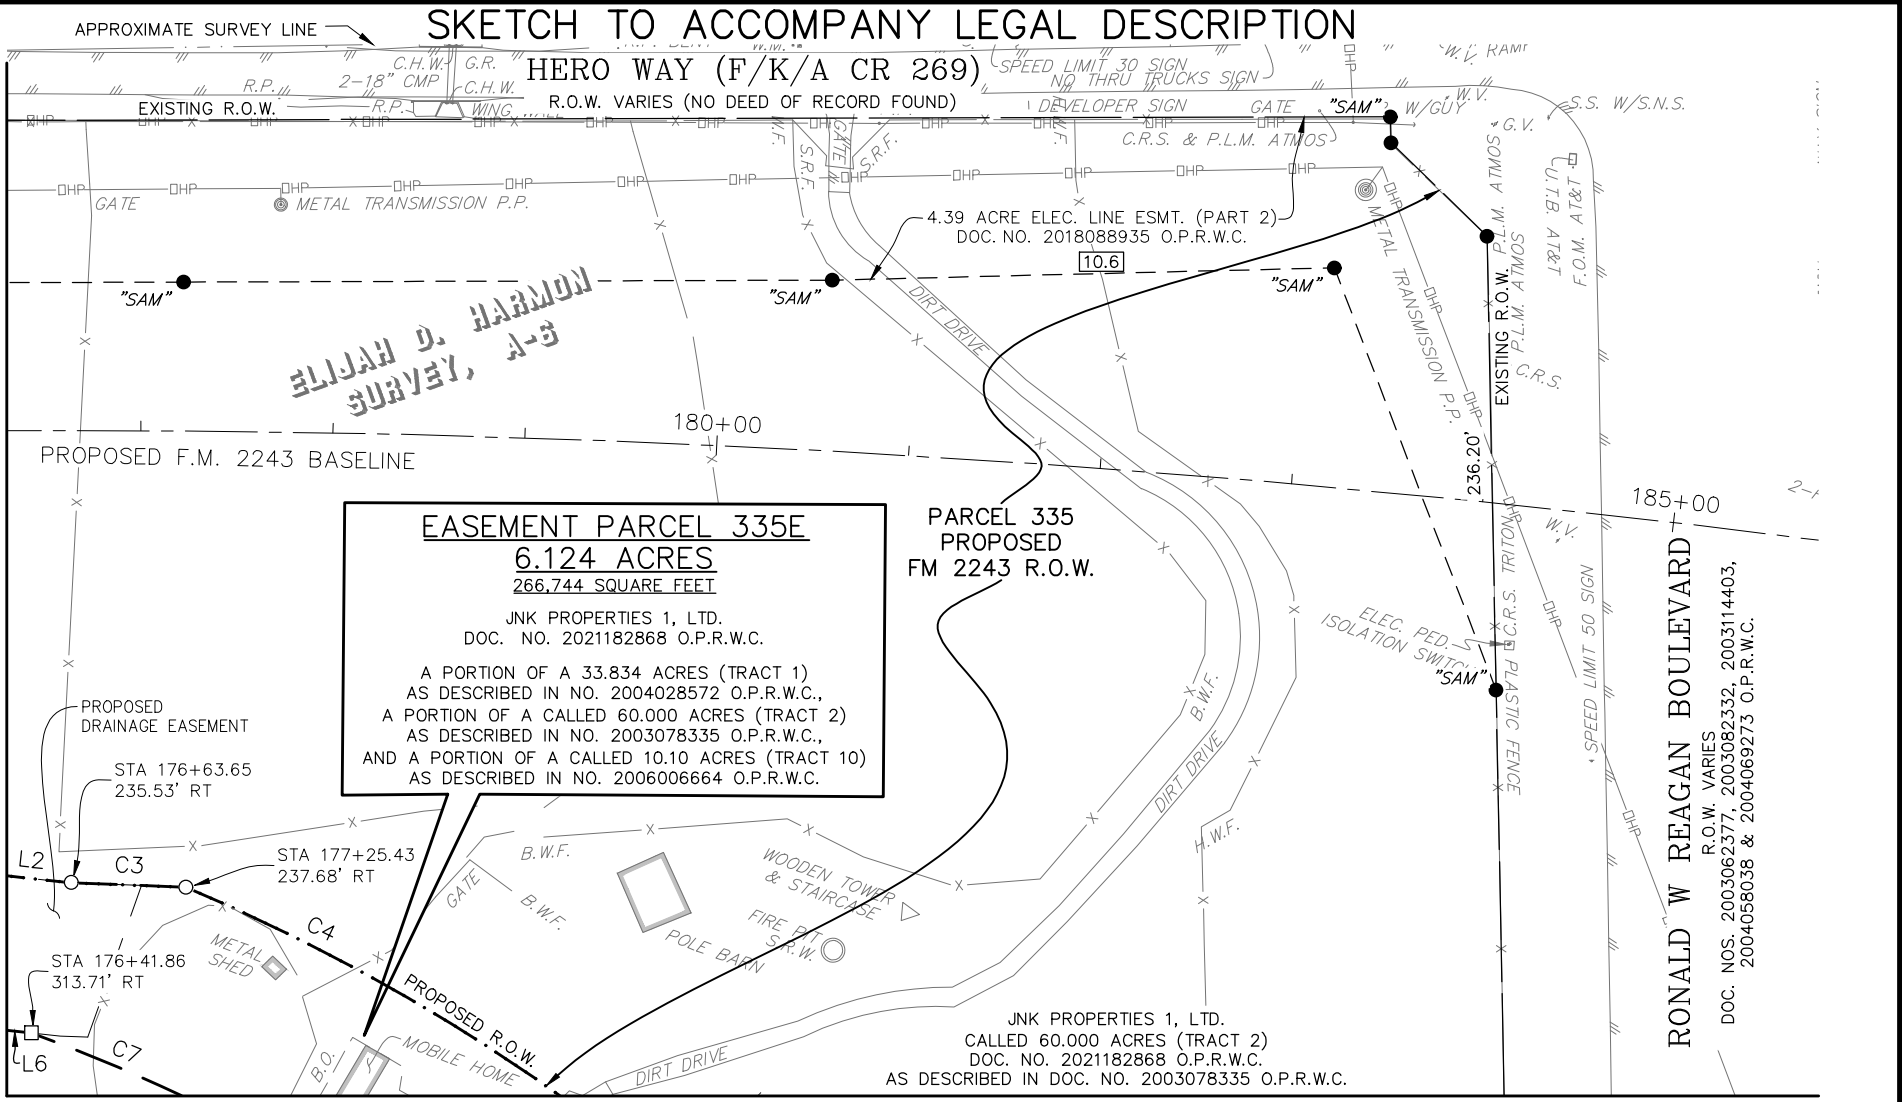 SKETCH TO ACCOMPANY LEGAL DESCRIPTION
APPROXIMATE SURVEY LINE
HERO WAY (F/K/A CR 269)
R.O.W. VARIES (NO DEED OF RECORD FOUND)
C.H.W.
G.R.
2-18" CMP
C.H.W.
R.P.
R.P.
WING
EXISTING R.O.W.
SPEED LIMIT 30 SIGN
NO THRU TRUCKS SIGN
DEVELOPER SIGN
GATE
"SAM"
W/GUY
W.V.
W.V. RAMP
S.S. W/S.N.S.
G.V.
C.R.S. & P.L.M. ATMOS
OHP
GATE
METAL TRANSMISSION P.P.
W.F.
S.R.F.
GATE
S.R.F.
4.39 ACRE ELEC. LINE ESMT. (PART 2)
DOC. NO. 2018088935 O.P.R.W.C.
10.6
"SAM"
"SAM"
"SAM"
METAL TRANSMISSION P.P.
P.L.M. ATMOS
P.L.M. ATMOS
U.T.B. AT&T
F.O.M. AT&T
EXISTING R.O.W.
C.R.S.
ELIJAH D. HARMON
SURVEY, A-6
DIRT DRIVE
180+00
PROPOSED F.M. 2243 BASELINE
236.20'
185+00
W.V.
EASEMENT PARCEL 335E
6.124 ACRES
266,744 SQUARE FEET
JNK PROPERTIES 1, LTD.
DOC. NO. 2021182868 O.P.R.W.C.
A PORTION OF A 33.834 ACRES (TRACT 1)
AS DESCRIBED IN NO. 2004028572 O.P.R.W.C.,
A PORTION OF A CALLED 60.000 ACRES (TRACT 2)
AS DESCRIBED IN NO. 2003078335 O.P.R.W.C.,
AND A PORTION OF A CALLED 10.10 ACRES (TRACT 10)
AS DESCRIBED IN NO. 2006006664 O.P.R.W.C.
PARCEL 335
PROPOSED
FM 2243 R.O.W.
ELEC. PED.
ISOLATION SWITCH
"SAM"
C.R.S. TRITON
PLASTIC FENCE
SPEED LIMIT 50 SIGN
RONALD W REAGAN BOULEVARD
R.O.W. VARIES
DOC. NOS. 2003062377, 2003082332, 2003114403,
2004058038 & 2004069273 O.P.R.W.C.
B.W.F.
DIRT DRIVE
H.W.F.
PROPOSED
DRAINAGE EASEMENT
STA 176+63.65
235.53' RT
L2
C3
STA 177+25.43
237.68' RT
C4
GATE
B.W.F.
B.W.F.
WOODEN TOWER
& STAIRCASE
FIRE PIT
S.R.W.
POLE BARN
METAL
SHED
STA 176+41.86
313.71' RT
PROPOSED R.O.W.
L6
C7
B.O.
MOBILE HOME
DIRT DRIVE
JNK PROPERTIES 1, LTD.
CALLED 60.000 ACRES (TRACT 2)
DOC. NO. 2021182868 O.P.R.W.C.
AS DESCRIBED IN DOC. NO. 2003078335 O.P.R.W.C.